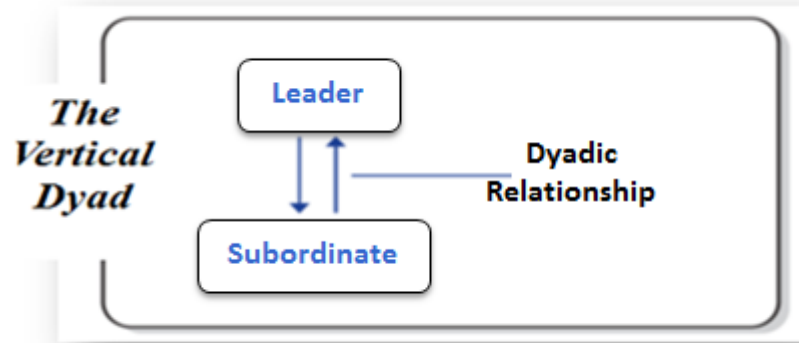 The
Vertical
Dyad
Leader
Subordinate
Dyadic
Relationship